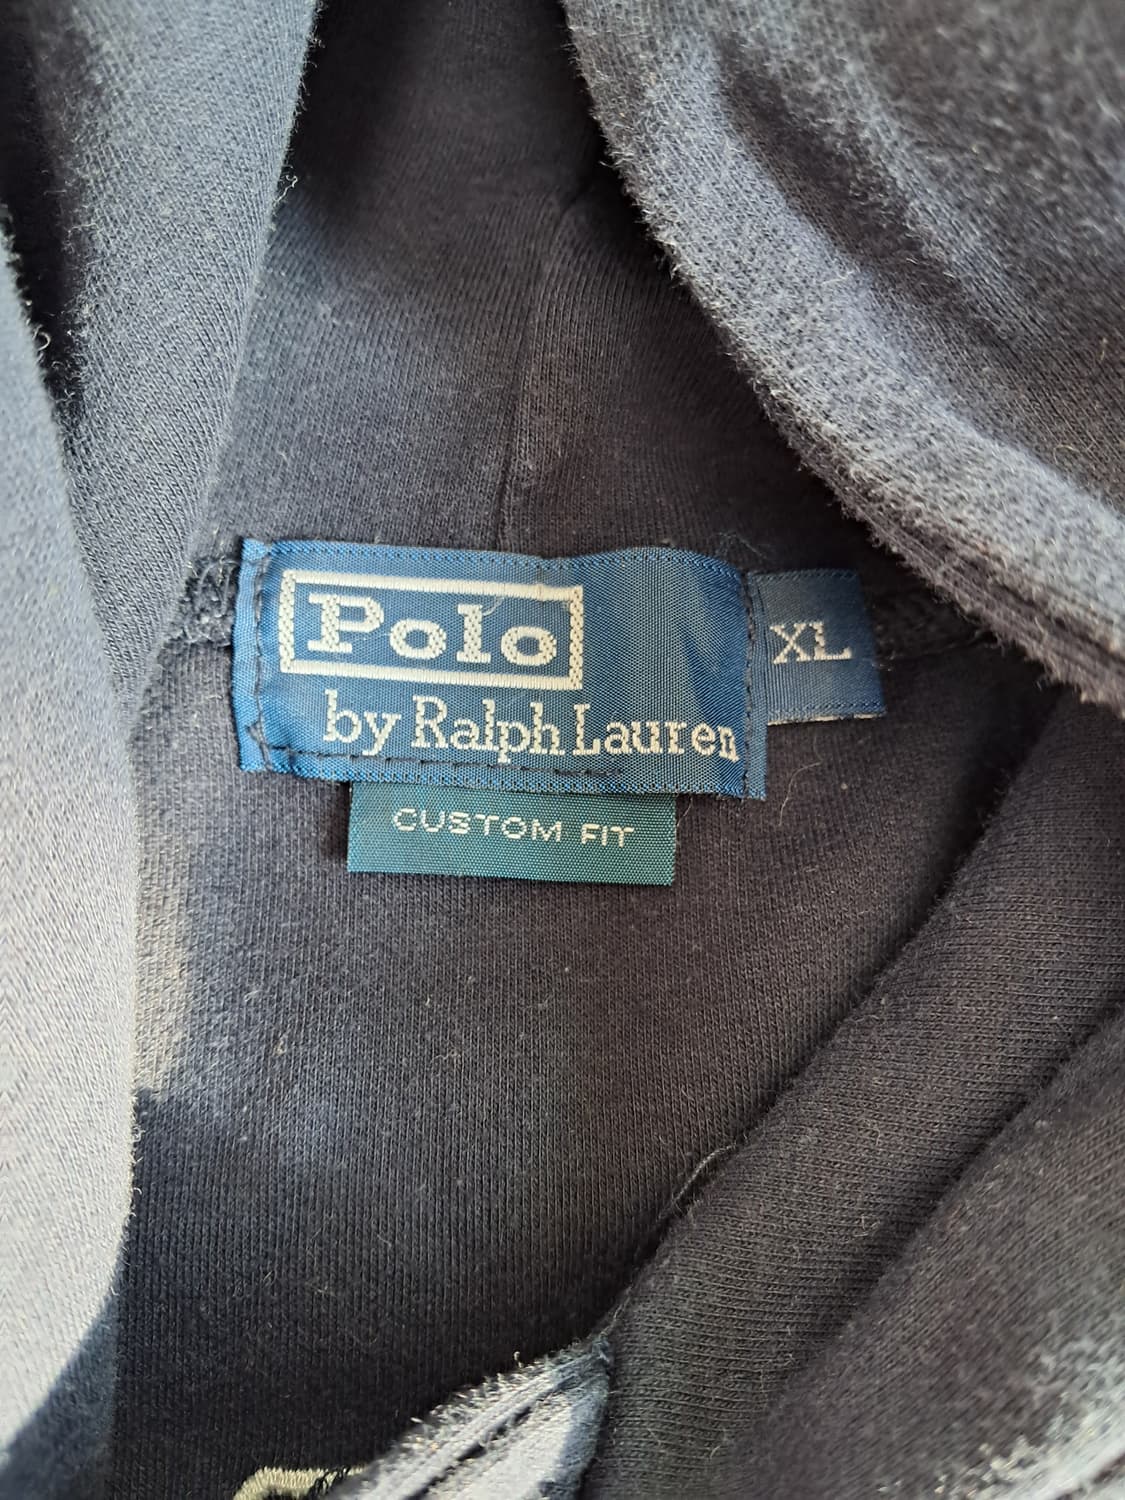 Polo
by Ralph Lauren
XL
CUSTOM FIT